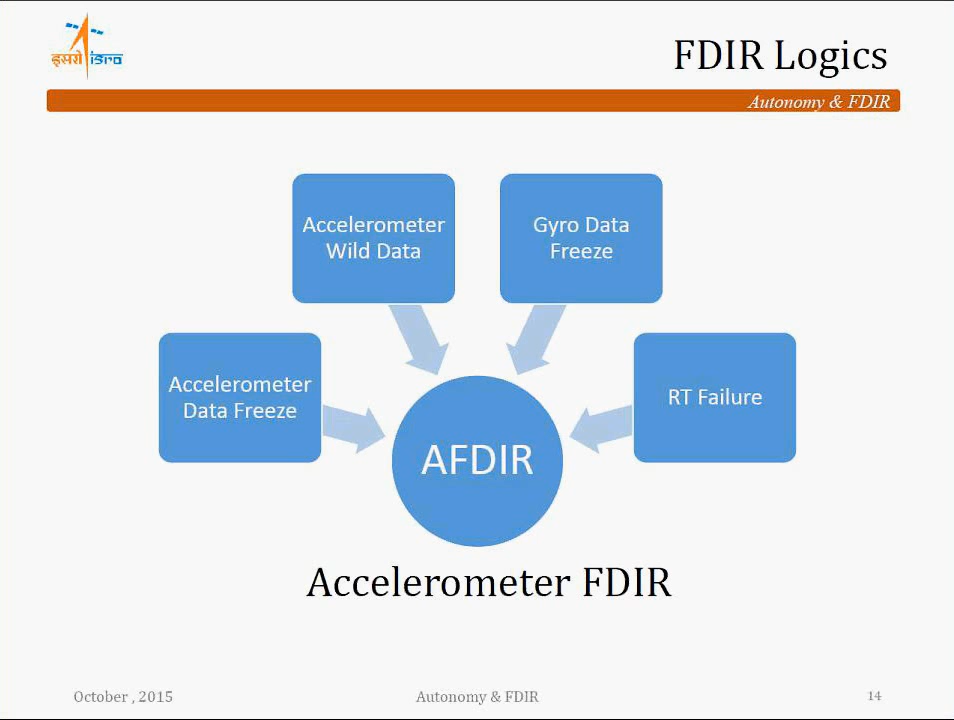 इसरो isro
FDIR Logics
Autonomy & FDIR
Accelerometer
Wild Data
Gyro Data
Freeze
Accelerometer
Data Freeze
RT Failure
AFDIR
Accelerometer FDIR
October , 2015
Autonomy & FDIR
14